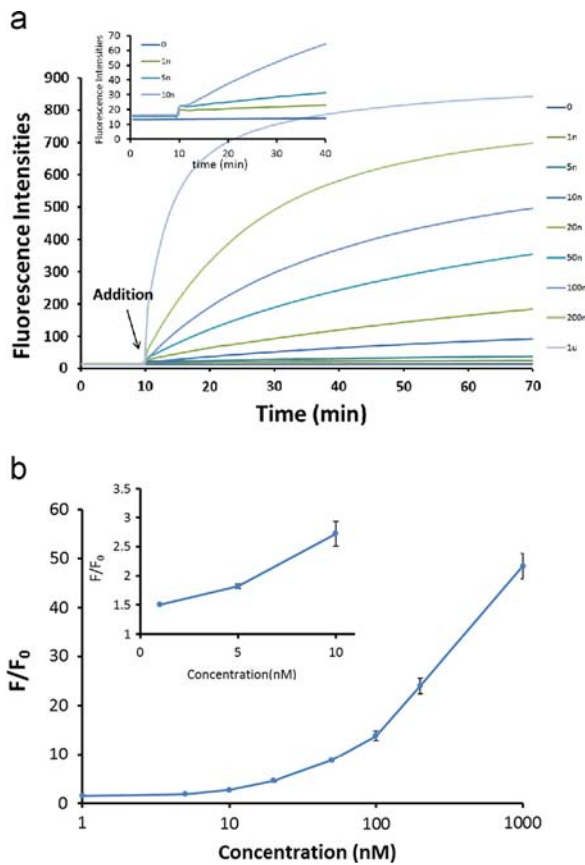 a
Fluorescence Intensities
70
60
50
40
30
20
10
0
0
1n
5n
10n
0 10 20 30 40
time (min)
Fluorescence Intensities
900
800
700
600
500
400
300
200
100
0
Addition
0
1n
5n
10n
20n
50n
100n
200n
1u
0 10 20 30 40 50 60 70
Time (min)
b
F/F0
3.5
3
2.5
2
1.5
1
0 5 10
Concentration(nM)
F/F0
60
50
40
30
20
10
0
1 10 100 1000
Concentration (nM)